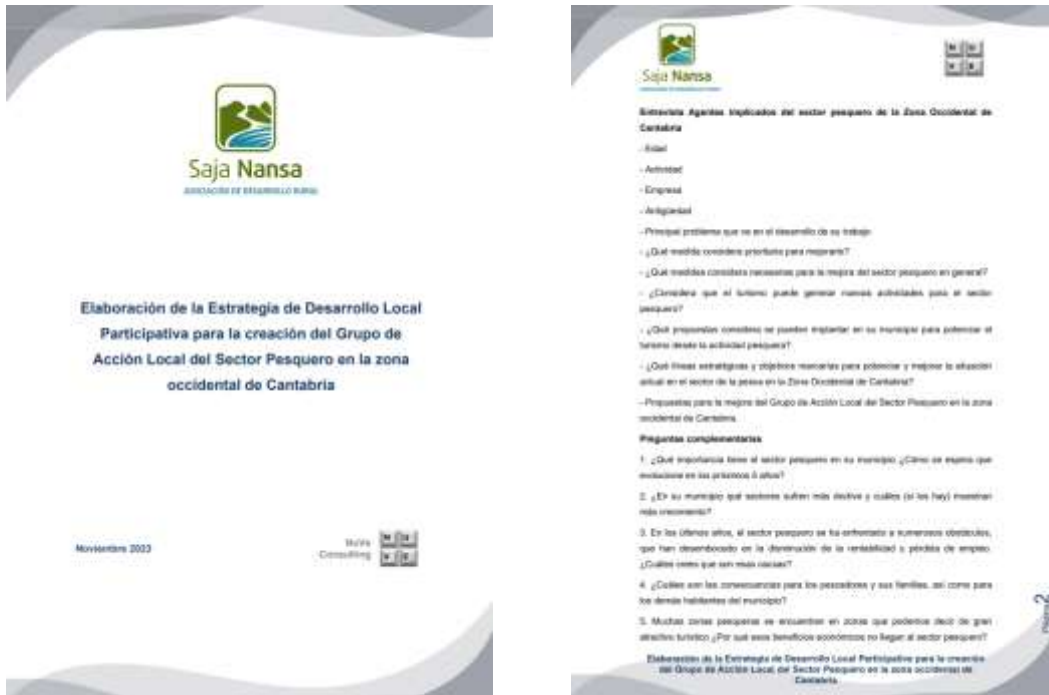 Saja Nansa
ASOCIACIÓN DE DESARROLLO RURAL
Elaboración de la Estrategia de Desarrollo Local
Participativa para la creación del Grupo de
Acción Local del Sector Pesquero en la zona
occidental de Cantabria
Noviembre 2023
NuVe
Consulting
N U
V E
Saja Nansa
ASOCIACIÓN DE DESARROLLO RURAL
N U
V E
Entrevista Agentes Implicados del sector pesquero de la Zona Occidental de
Cantabria
- Edad
- Actividad
- Empresa
- Antigüedad
- Principal problema que ve en el desarrollo de su trabajo
- ¿Qué medida considera prioritaria para mejorarlo?
- ¿Qué medidas considera necesarias para la mejora del sector pesquero en general?
- ¿Considera que el turismo puede generar nuevas actividades para el sector
pesquero?
- ¿Qué propuestas considera se pueden implantar en su municipio para potenciar el
turismo desde la actividad pesquera?
- ¿Qué líneas estratégicas y objetivos marcarías para potenciar y mejorar la situación
actual en el sector de la pesca en la Zona Occidental de Cantabria?
- Propuestas para la mejora del Grupo de Acción Local del Sector Pesquero en la zona
occidental de Cantabria.
Preguntas complementarias
1. ¿Qué importancia tiene el sector pesquero en su municipio ¿Cómo se espera que
evolucione en los próximos 5 años?
2. ¿En su municipio qué sectores sufren más declive y cuáles (si los hay) muestran
más crecimiento?
3. En los últimos años, el sector pesquero se ha enfrentado a numerosos obstáculos,
que han desembocado en la disminución de la rentabilidad y pérdida de empleo.
¿Cuáles crees que son esas causas?
4. ¿Cuáles son las consecuencias para los pescadores y sus familias, así como para
los demás habitantes del municipio?
5. Muchas zonas pesqueras se encuentran en zonas que podemos decir de gran
atractivo turístico ¿Por qué esos beneficios económicos no llegan al sector pesquero?
Página 2
Elaboración de la Estrategia de Desarrollo Local Participativa para la creación
del Grupo de Acción Local del Sector Pesquero en la zona occidental de
Cantabria